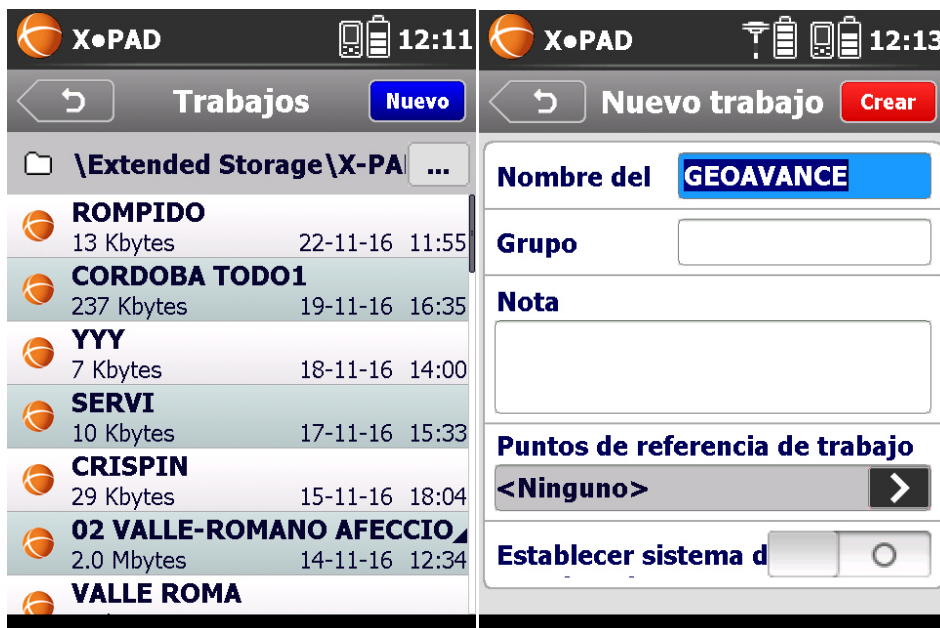 X•PAD 12:11
Trabajos Nuevo
\Extended Storage\X-PA ...
ROMPIDO
13 Kbytes 22-11-16 11:55
CORDOBA TODO1
237 Kbytes 19-11-16 16:35
YYY
7 Kbytes 18-11-16 14:00
SERVI
10 Kbytes 17-11-16 15:33
CRISPIN
29 Kbytes 15-11-16 18:04
02 VALLE-ROMANO AFECCIO
2.0 Mbytes 14-11-16 12:34
VALLE ROMA
X•PAD 12:13
Nuevo trabajo Crear
Nombre del GEOAVANCE
Grupo
Nota
Puntos de referencia de trabajo
<Ninguno>
Establecer sistema d